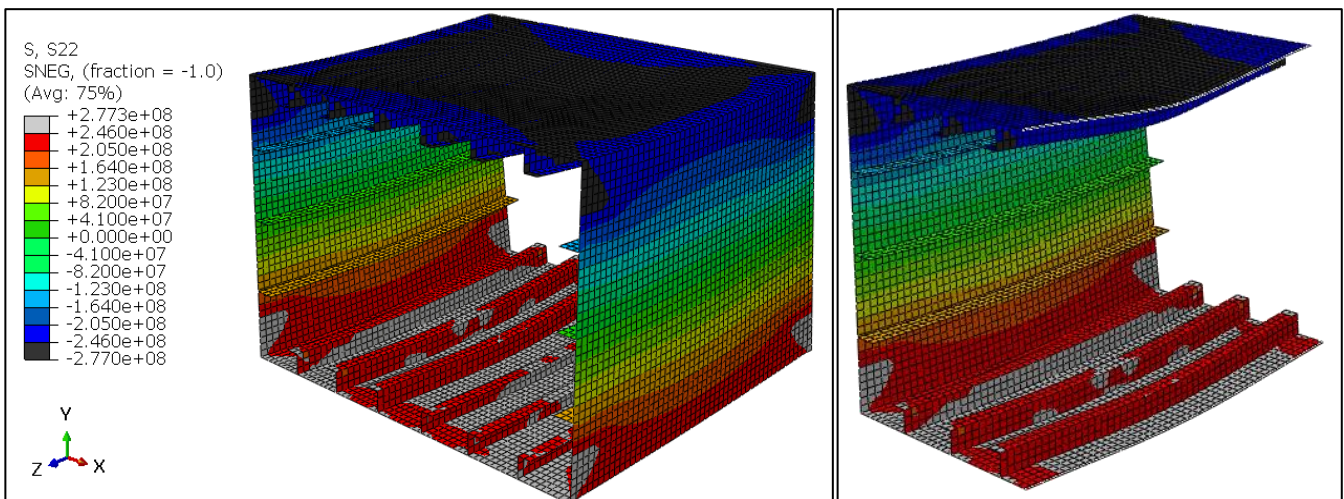 S, S22
SNEG, (fraction = -1.0)
(Avg: 75%)
+2.773e+08
+2.460e+08
+2.050e+08
+1.640e+08
+1.230e+08
+8.200e+07
+4.100e+07
+0.000e+00
-4.100e+07
-8.200e+07
-1.230e+08
-1.640e+08
-2.050e+08
-2.460e+08
-2.770e+08
Y
Z
X